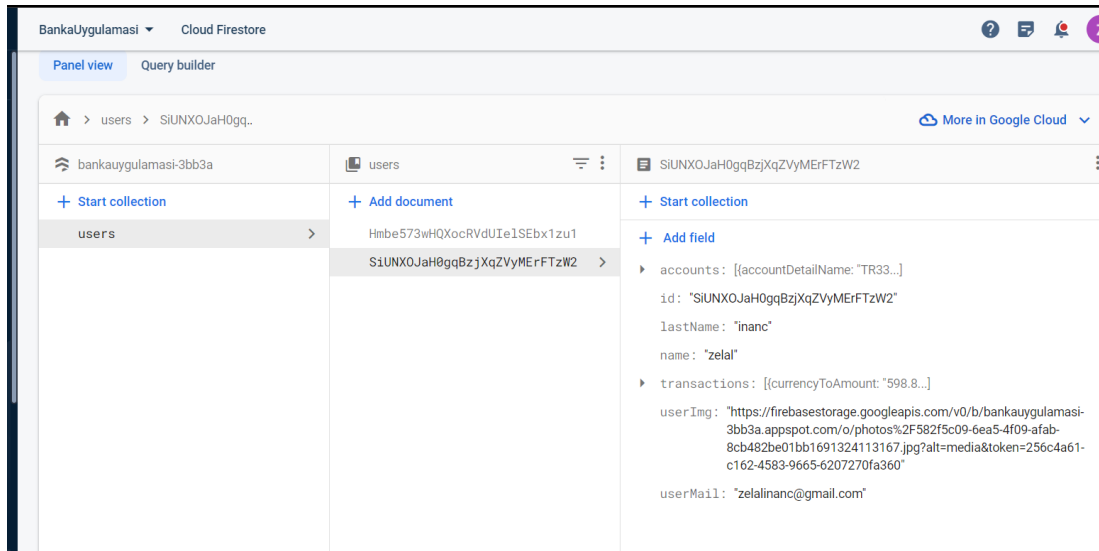 BankaUygulamasi
Cloud Firestore
Panel view
Query builder
users > SiUNXOJaH0gq..
More in Google Cloud
bankauygulamasi-3bb3a
+ Start collection
users
users
+ Add document
Hmbe573wHQXocRVdUIelSEbx1zu1
SiUNXOJaH0gqBzjXqZVyMErFTzW2
SiUNXOJaH0gqBzjXqZVyMErFTzW2
+ Start collection
+ Add field
accounts: [{accountDetailName: "TR33...]
id: "SiUNXOJaH0gqBzjXqZVyMErFTzW2"
lastName: "inanc"
name: "zelal"
transactions: [{currencyToAmount: "598.8...]
userImg: "https://firebasestorage.googleapis.com/v0/b/bankauygulamasi-
3bb3a.appspot.com/o/photos%2F582f5c09-6ea5-4f09-afab-
8cb482be01bb1691324113167.jpg?alt=media&token=256c4a61-
c162-4583-9665-6207270fa360"
userMail: "zelalinanc@gmail.com"